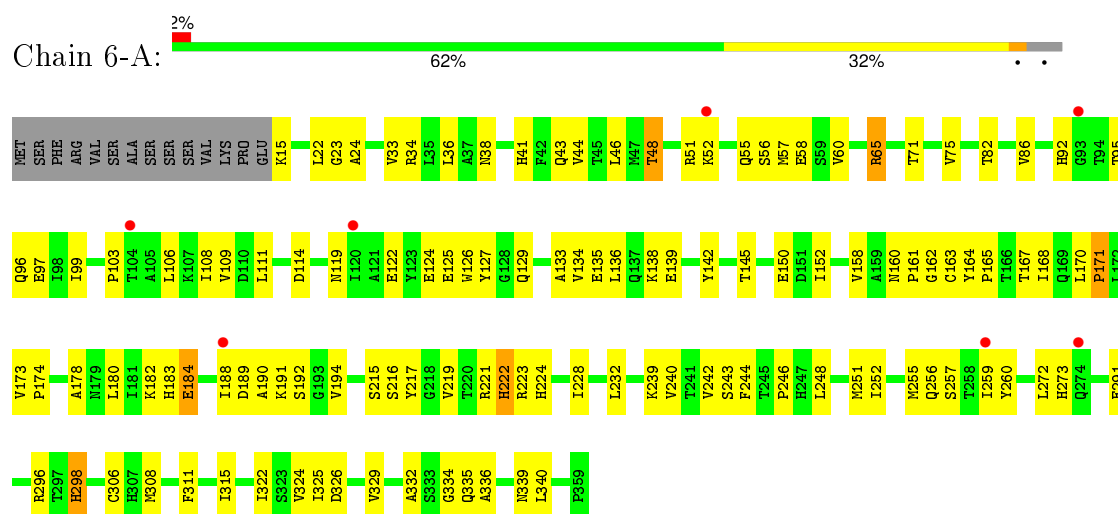 2%
Chain 6-A:
62% 32% • •
MET SER PHE ARG VAL SER ALA SER SER SER VAL LYS PRO GLU K15 L22 G23 A24 V33 R34 L35 L36 A37 N38 H41 F42 Q43 V44 T45 L46 M47 T48 R51 K52 Q55 S56 M57 E58 S59 V60 R65 T71 V75 T82 V86 H92 G93 T94
Q96 E97 I98 I99 P103 T104 A105 L106 K107 I108 V109 D110 L111 D114 N119 I120 A121 E122 Y123 E124 E125 W126 Y127 G128 Q129 A133 V134 E135 L136 Q137 K138 E139 Y142 T145 E150 D151 I152 V158 A159 N160 P161 G162 C163 Y164 P165 T166 T167 I168 Q169 L170 P171
V173 P174 A178 N179 L180 I181 K182 H183 E184 I188 D189 A190 K191 S192 G193 V194 S215 S216 Y217 G218 V219 T220 R221 H222 R223 H224 I228 L232 K239 V240 T241 V242 S243 F244 T245 P246 H247 L248 M251 I252 M255 Q256 S257 T258 I259 Y260 L272 H273 Q274
R296 T297 H298 C306 H307 M308 F311 I315 I322 S323 V324 I325 D326 V329 A332 S333 G334 Q335 A336 N339 L340 P359